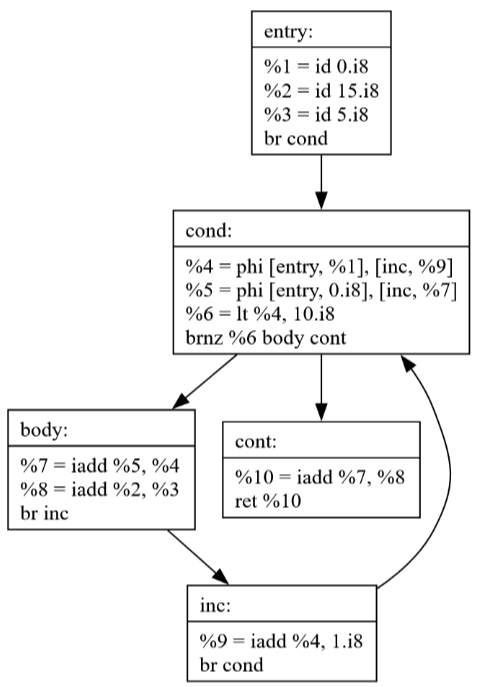 entry:
%1 = id 0.i8
%2 = id 15.i8
%3 = id 5.i8
br cond
cond:
%4 = phi [entry, %1], [inc, %9]
%5 = phi [entry, 0.i8], [inc, %7]
%6 = lt %4, 10.i8
brnz %6 body cont
body:
%7 = iadd %5, %4
%8 = iadd %2, %3
br inc
cont:
%10 = iadd %7, %8
ret %10
inc:
%9 = iadd %4, 1.i8
br cond